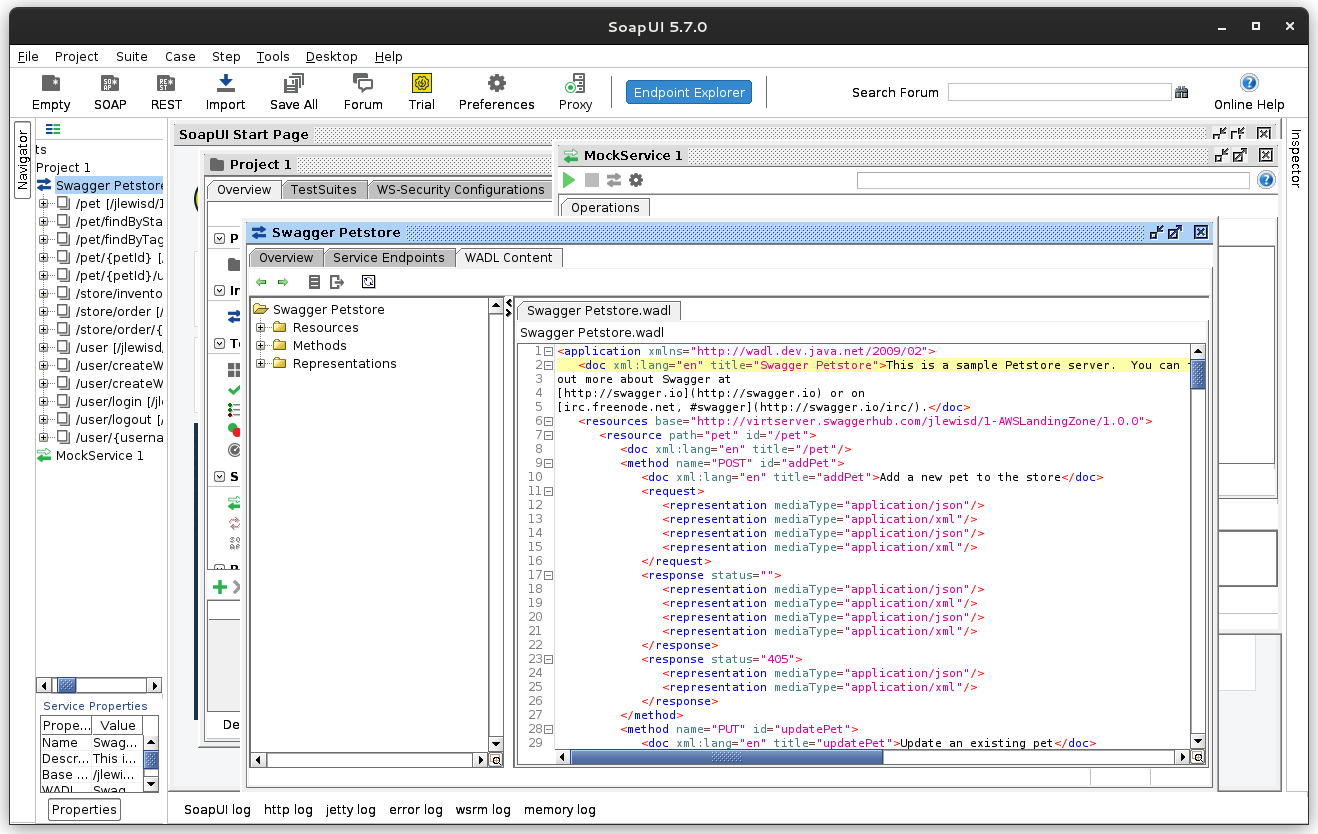 SoapUI 5.7.0
File Project Suite Case Step Tools Desktop Help
Empty SOAP REST Import Save All Forum Trial Preferences Proxy Endpoint Explorer Search Forum Online Help
Navigator
ts
Project 1
Swagger Petstore
/pet [/jlewisd/1
/pet/findBySta
/pet/findByTag
/pet/{petId} [/
/pet/{petId}/u
/store/invento
/store/order [/
/store/order/{
/user [/jlewisd,
/user/createW
/user/createW
/user/login [/jl
/user/logout [/
/user/{userna
MockService 1
Service Properties
Prope... Value
Name Swag...
Descr... This i...
Base ... /jlewi...
WADL Swag
Properties
SoapUI Start Page
Project 1
Overview TestSuites WS-Security Configurations
P
In
T
S
De
MockService 1
Operations
Inspector
Swagger Petstore
Overview Service Endpoints WADL Content
Swagger Petstore
Resources
Methods
Representations
Swagger Petstore.wadl
Swagger Petstore.wadl
1 <application xmlns="http://wadl.dev.java.net/2009/02">
2 <doc xml:lang="en" title="Swagger Petstore">This is a sample Petstore server.  You can
3 out more about Swagger at
4 [http://swagger.io](http://swagger.io) or on
5 [irc.freenode.net, #swagger](http://swagger.io/irc/).</doc>
6 <resources base="http://virtserver.swaggerhub.com/jlewisd/1-AWSLandingZone/1.0.0">
7 <resource path="pet" id="/pet">
8 <doc xml:lang="en" title="/pet"/>
9 <method name="POST" id="addPet">
10 <doc xml:lang="en" title="addPet">Add a new pet to the store</doc>
11 <request>
12 <representation mediaType="application/json"/>
13 <representation mediaType="application/xml"/>
14 <representation mediaType="application/json"/>
15 <representation mediaType="application/xml"/>
16 </request>
17 <response status="">
18 <representation mediaType="application/json"/>
19 <representation mediaType="application/xml"/>
20 <representation mediaType="application/json"/>
21 <representation mediaType="application/xml"/>
22 </response>
23 <response status="405">
24 <representation mediaType="application/json"/>
25 <representation mediaType="application/xml"/>
26 </response>
27 </method>
28 <method name="PUT" id="updatePet">
29 <doc xml:lang="en" title="updatePet">Update an existing pet</doc>
SoapUI log http log jetty log error log wsrm log memory log